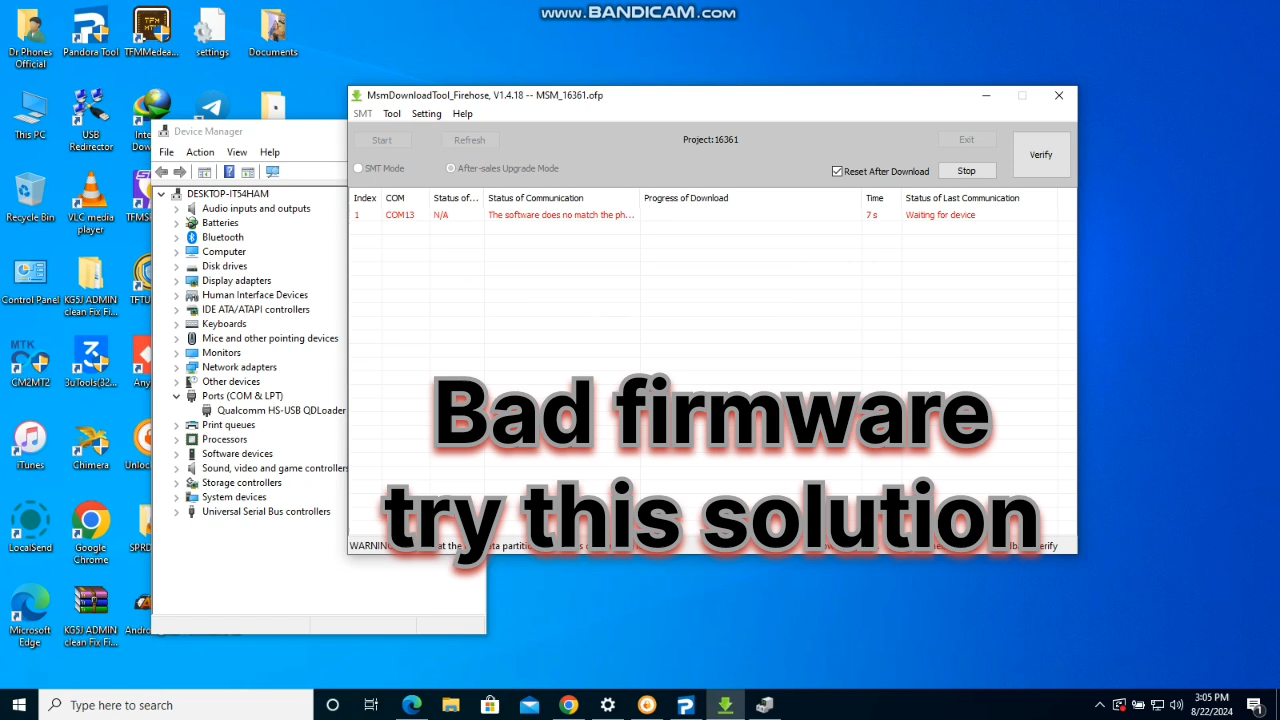 www.BANDICAM.com
Dr Phones Official
Pandora Tool
TFMMedea...
settings
Documents
This PC
USB Redirector
Device Manager
File Action View Help
DESKTOP-IT54HAM
Audio inputs and outputs
Batteries
Bluetooth
Computer
Disk drives
Display adapters
Human Interface Devices
IDE ATA/ATAPI controllers
Keyboards
Mice and other pointing devices
Monitors
Network adapters
Other devices
Ports (COM & LPT)
Qualcomm HS-USB QDLoader
Print queues
Processors
Software devices
Sound, video and game controllers
Storage controllers
System devices
Universal Serial Bus controllers
MsmDownloadTool_Firehose, V1.4.18 -- MSM_16361.ofp
SMT Tool Setting Help
Start Refresh Project:16361 Exit Verify
SMT Mode After-sales Upgrade Mode Reset After Download Stop
Index COM Status of... Status of Communication Progress of Download Time Status of Last Communication
1 COM13 N/A The software does no match the ph... 7 s Waiting for device
Bad firmware
try this solution
Recycle Bin
VLC media player
Control Panel
KG5J ADMIN clean Fix Fi...
MTK
CM2MT2
3uTools(32...
iTunes
Chimera
LocalSend
Google Chrome
Microsoft Edge
KG5J ADMIN clean Fix Fi...
Type here to search
3:05 PM
8/22/2024